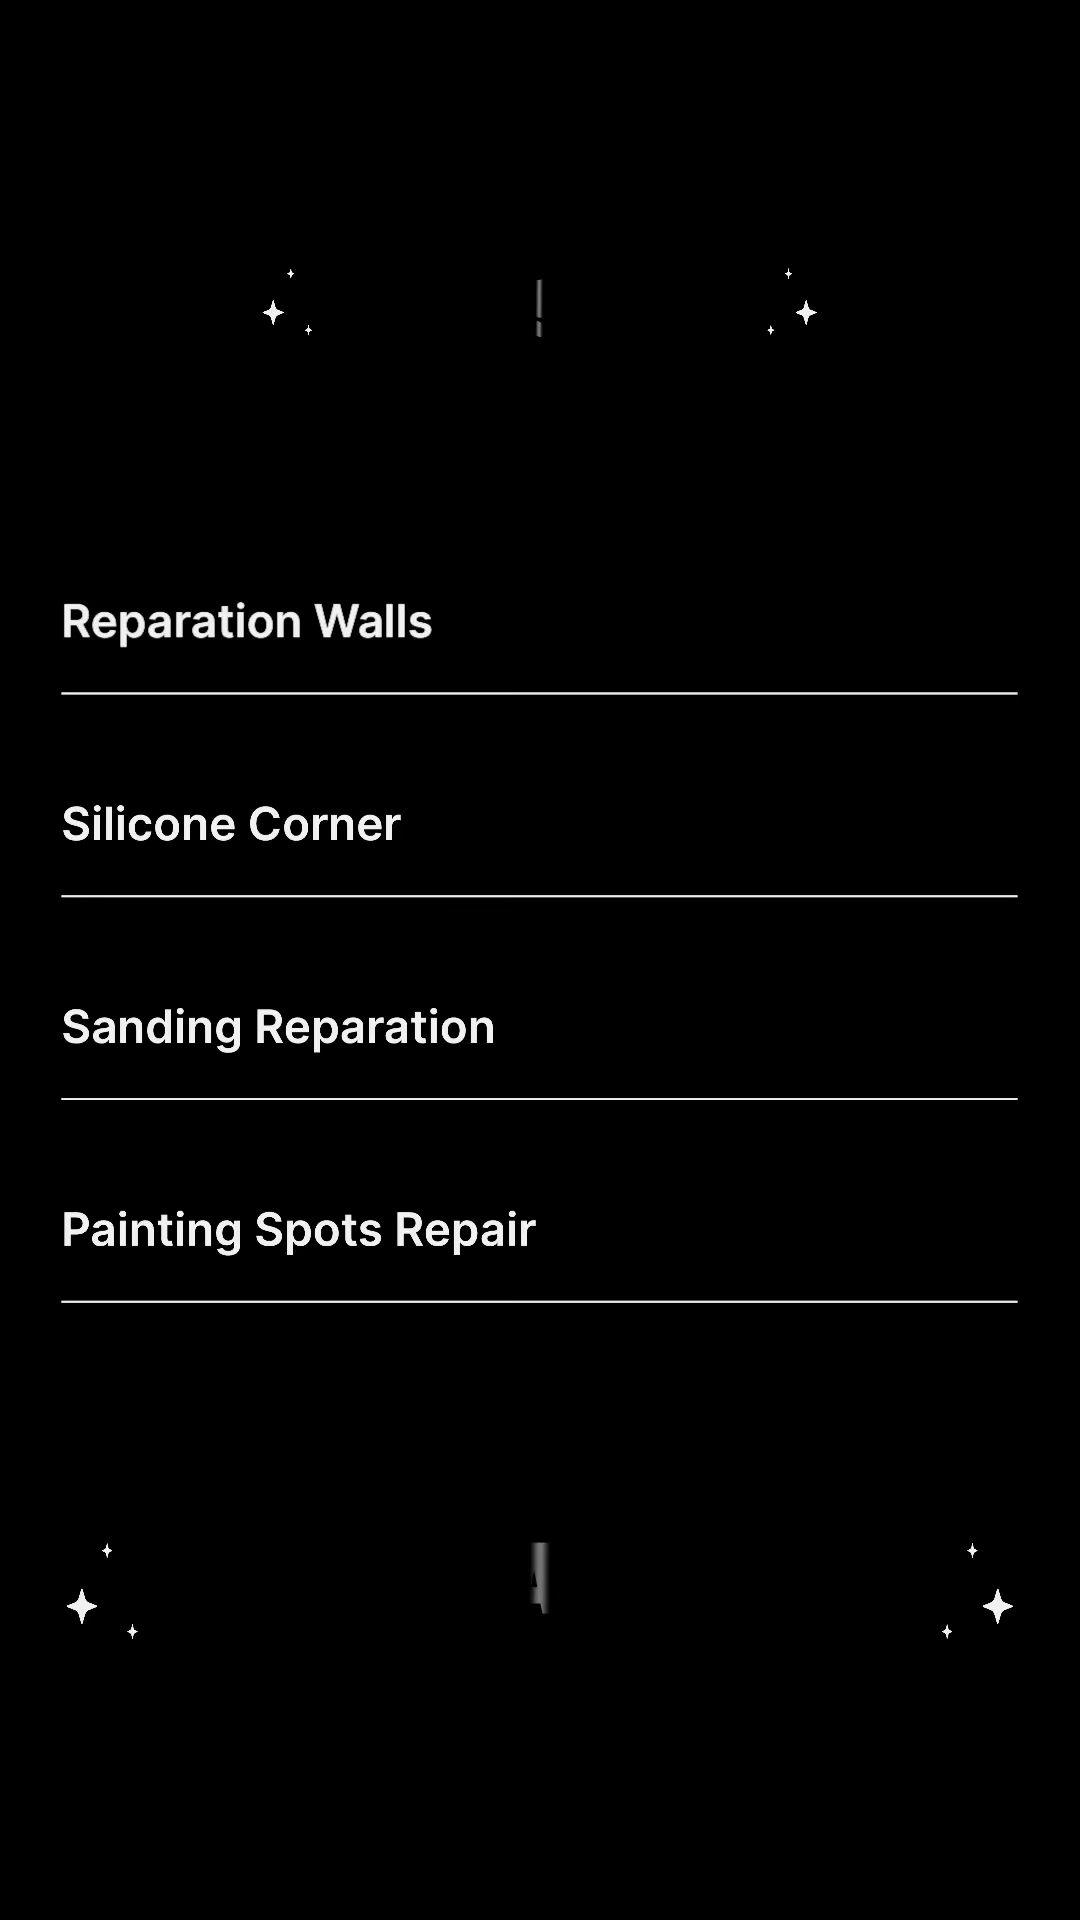 Reparation Walls
Silicone Corner
Sanding Reparation
Painting Spots Repair